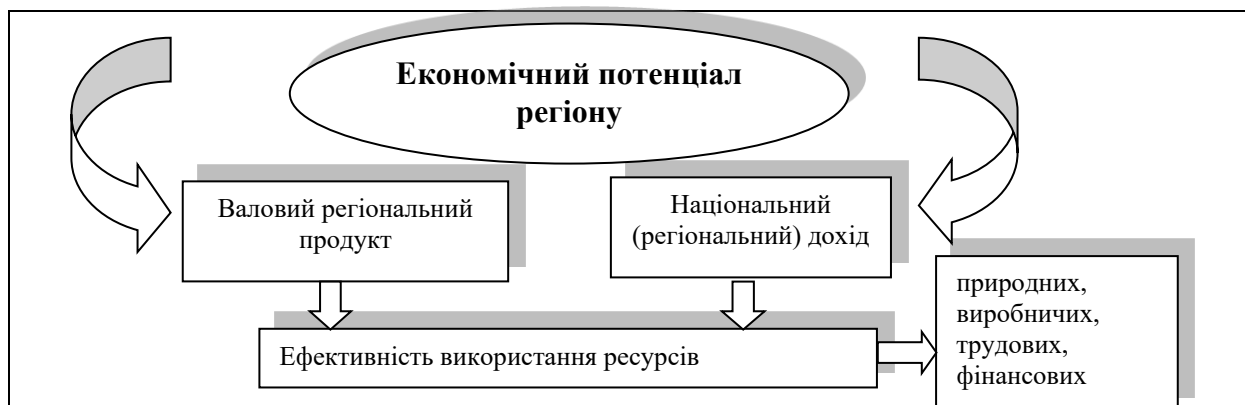 Економічний потенціал
регіону
Валовий регіональний
продукт
Національний
(регіональний) дохід
Ефективність використання ресурсів
природних,
виробничих,
трудових,
фінансових